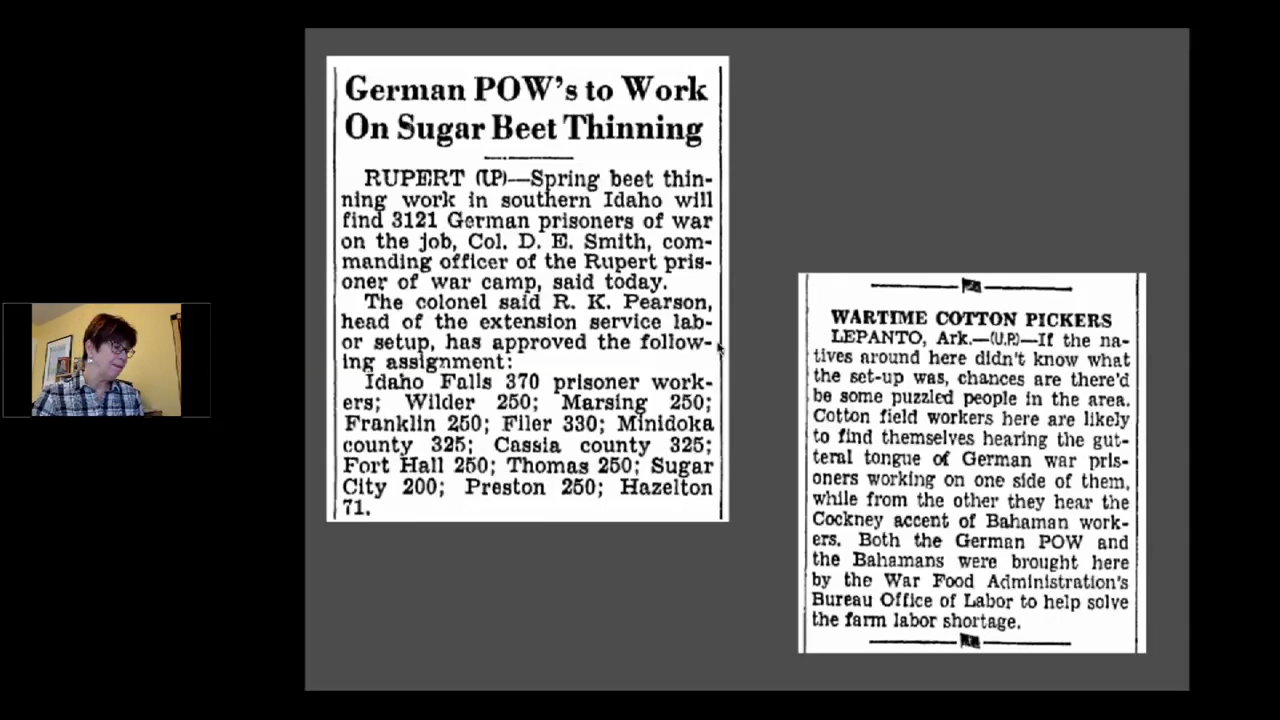 German POW's to Work
On Sugar Beet Thinning
RUPERT (UP)—Spring beet thin-
ning work in southern Idaho will
find 3121 German prisoners of war
on the job, Col. D. E. Smith, com-
manding officer of the Rupert pris-
oner of war camp, said today.
The colonel said R. K. Pearson,
head of the extension service lab-
or setup, has approved the follow-
ing assignment:
Idaho Falls 370 prisoner work-
ers; Wilder 250; Marsing 250;
Franklin 250; Filer 330; Minidoka
county 325; Cassia county 325;
Fort Hall 250; Thomas 250; Sugar
City 200; Preston 250; Hazelton
71.
WARTIME COTTON PICKERS
LEPANTO, Ark.—(U.P.)—If the na-
tives around here didn't know what
the set-up was, chances are there'd
be some puzzled people in the area.
Cotton field workers here are likely
to find themselves hearing the gut-
teral tongue of German war pris-
oners working on one side of them,
while from the other they hear the
Cockney accent of Bahaman work-
ers. Both the German POW and
the Bahamans were brought here
by the War Food Administration's
Bureau Office of Labor to help solve
the farm labor shortage.